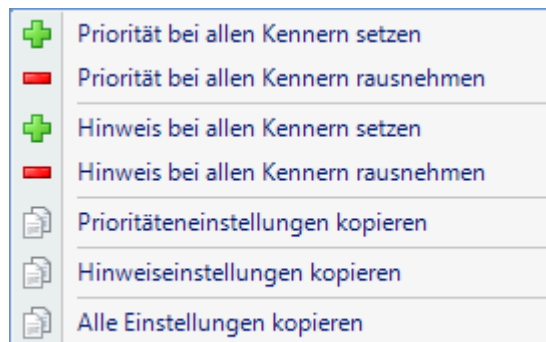 Priorität bei allen Kennern setzen
Priorität bei allen Kennern rausnehmen
Hinweis bei allen Kennern setzen
Hinweis bei allen Kennern rausnehmen
Prioritäteneinstellungen kopieren
Hinweiseinstellungen kopieren
Alle Einstellungen kopieren